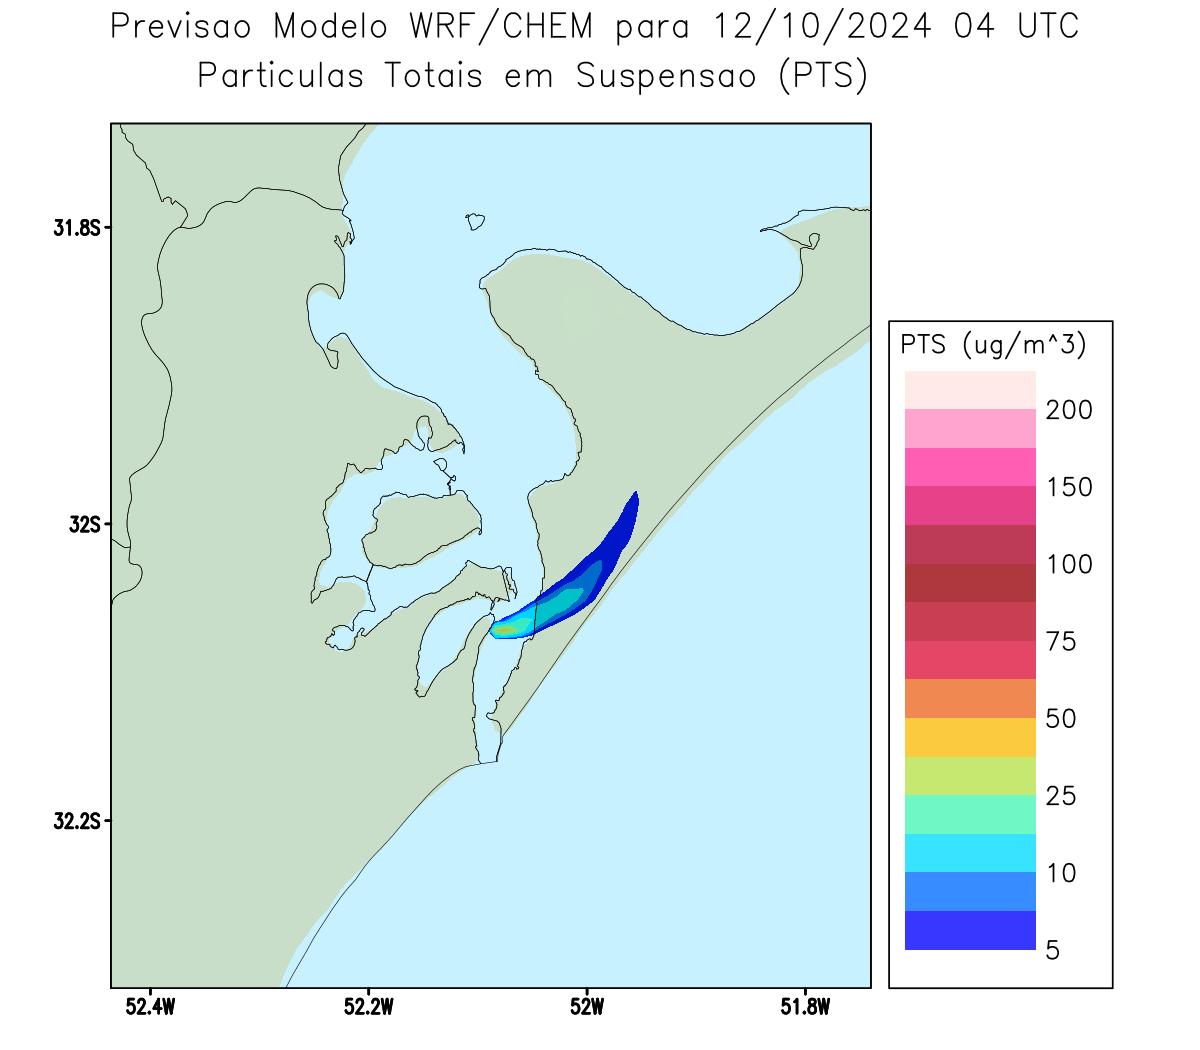 Previsao Modelo WRF/CHEM para 12/10/2024 04 UTC
Particulas Totais em Suspensao (PTS)
31.8S
32S
32.2S
52.4W
52.2W
52W
51.8W
PTS (ug/m^3)
200
150
100
75
50
25
10
5